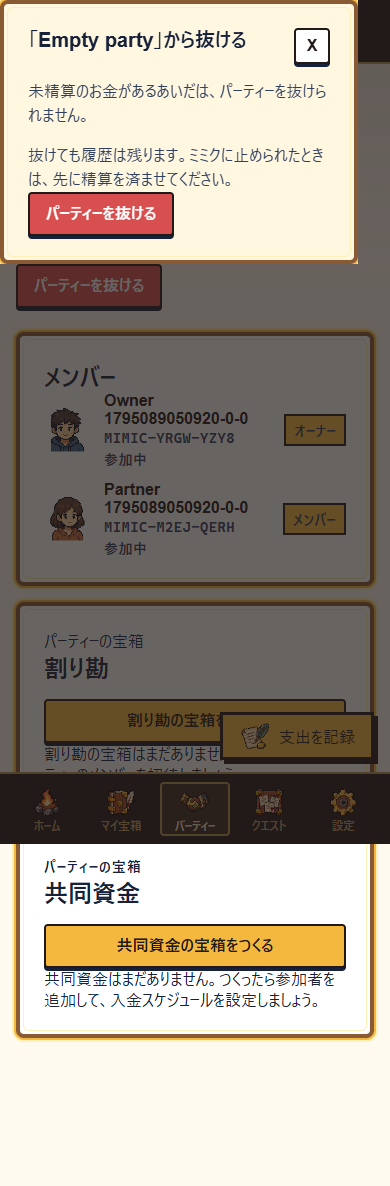 「Empty party」から抜ける
X
未精算のお金があるあいだは、パーティーを抜けら
れません。
抜けても履歴は残ります。ミミクに止められたとき
は、先に精算を済ませてください。
パーティーを抜ける
パーティーを抜ける
メンバー
Owner
1795089050920-0-0
MIMIC-YRGW-YZY8
参加中
オーナー
Partner
1795089050920-0-0
MIMIC-M2EJ-QERH
参加中
メンバー
パーティーの宝箱
割り勘
割り勘の宝箱を
支出を記録
割り勘の宝箱はまだありませ
ホーム
マイ宝箱
パーティー
クエスト
設定
パーティーの宝箱
共同資金
共同資金の宝箱をつくる
共同資金はまだありません。つくったら参加者を
追加して、入金スケジュールを設定しましょう。